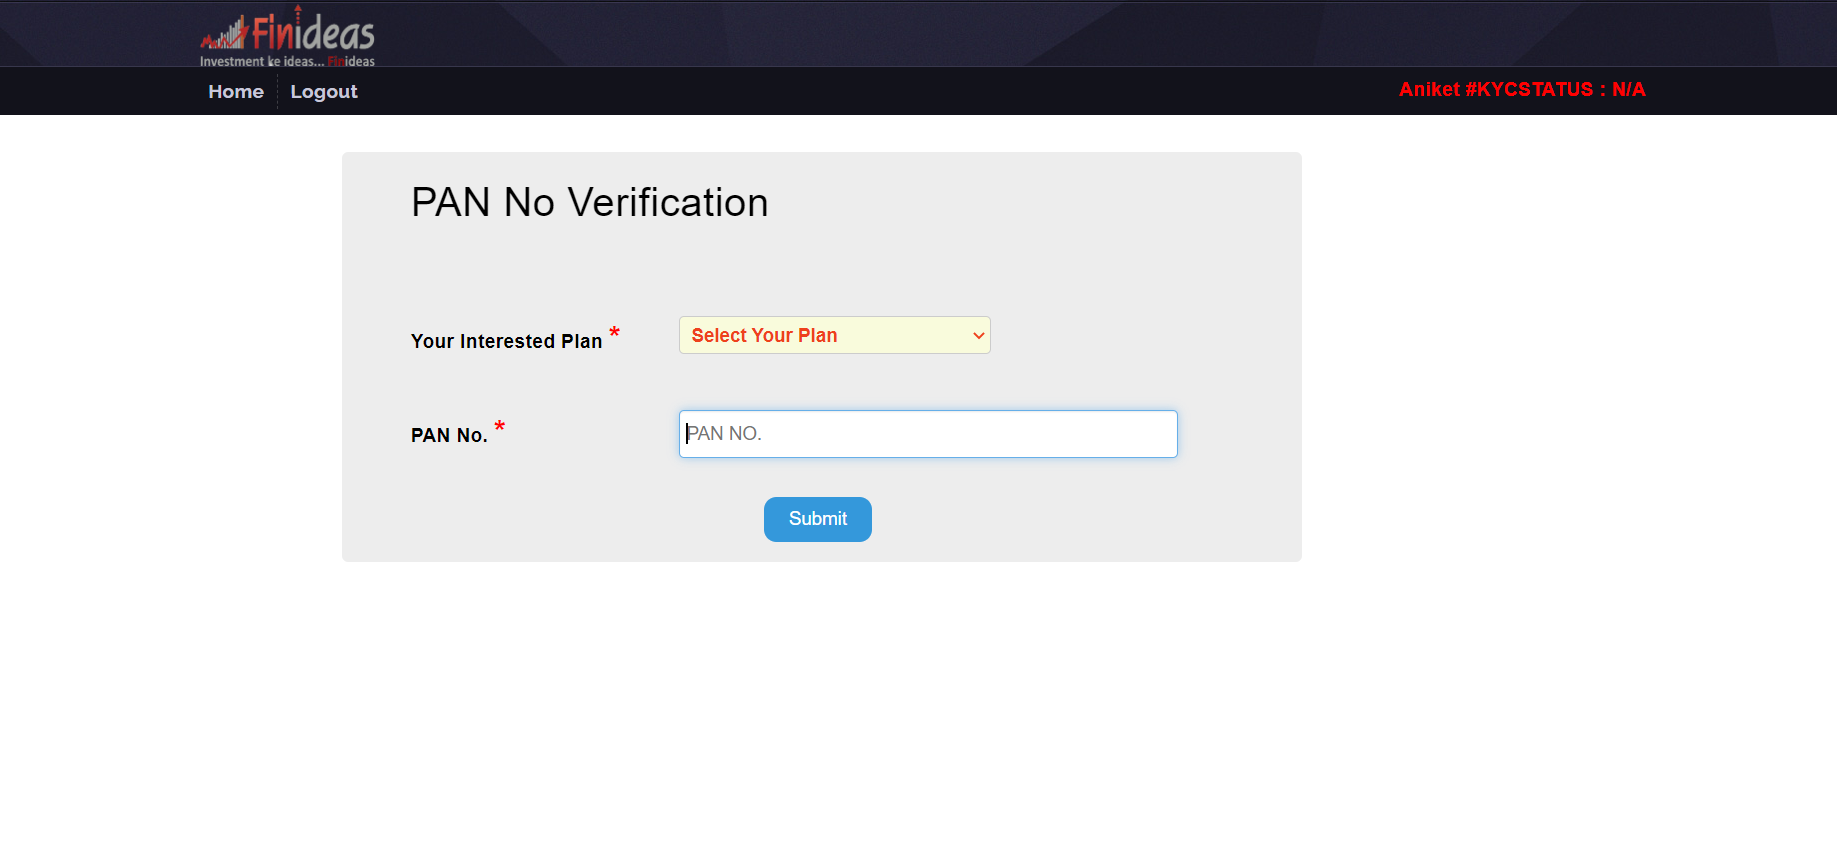 Finideas
Investment ke ideas... Finideas
Home
Logout
Aniket #KYCSTATUS : N/A
PAN No Verification
Your Interested Plan *
Select Your Plan
PAN No. *
PAN NO.
Submit